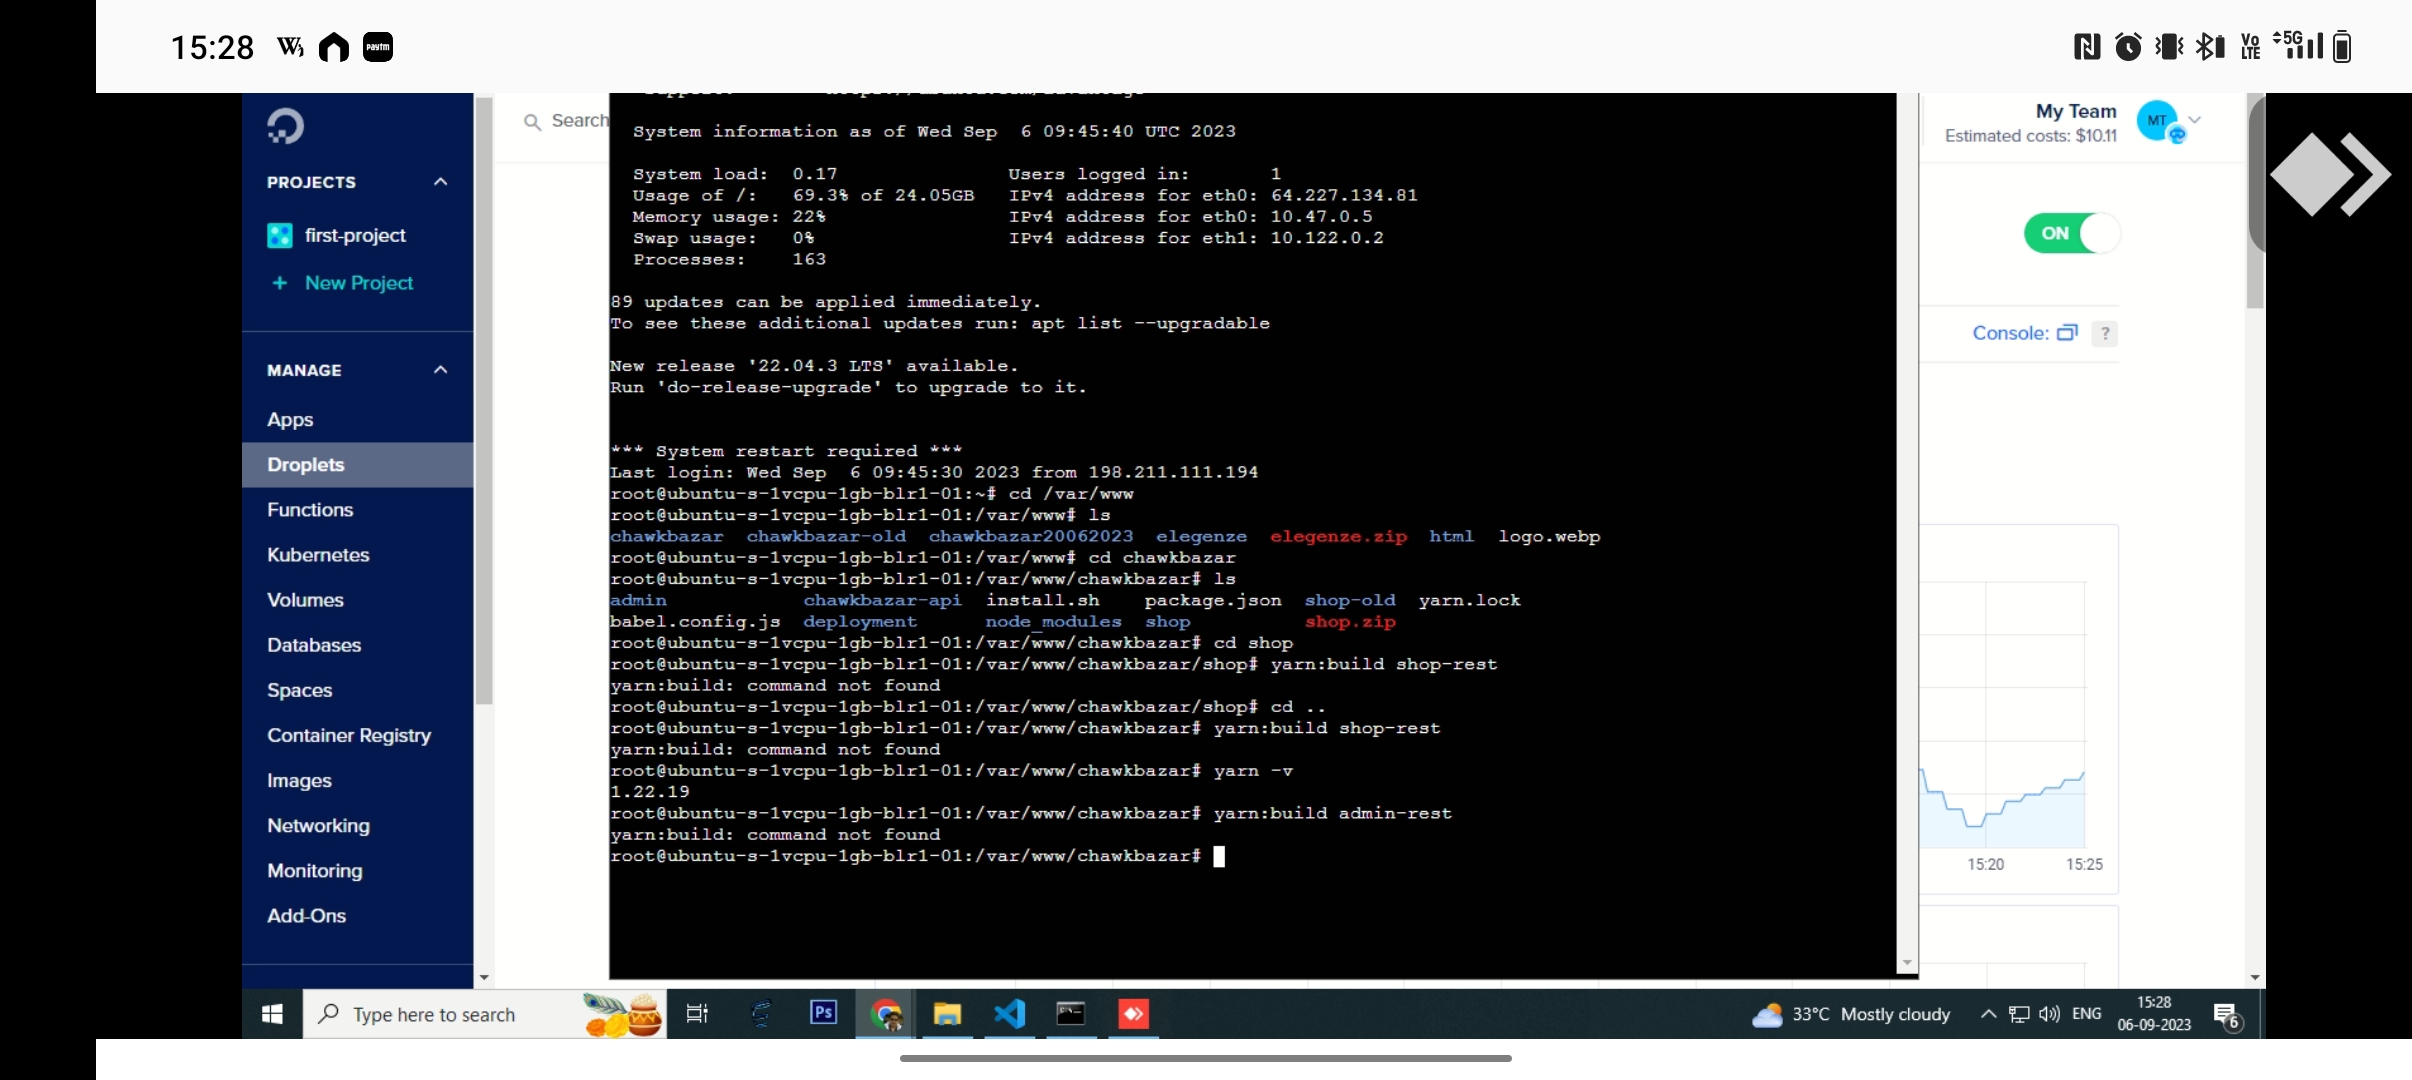 15:28
paytm
Vo LTE 5G
PROJECTS
first-project
+ New Project
MANAGE
Apps
Droplets
Functions
Kubernetes
Volumes
Databases
Spaces
Container Registry
Images
Networking
Monitoring
Add-Ons
Search
System information as of Wed Sep  6 09:45:40 UTC 2023
System load:  0.17               Users logged in:       1
Usage of /:   69.3% of 24.05GB   IPv4 address for eth0: 64.227.134.81
Memory usage: 22%                IPv4 address for eth0: 10.47.0.5
Swap usage:   0%                 IPv4 address for eth1: 10.122.0.2
Processes:    163
89 updates can be applied immediately.
To see these additional updates run: apt list --upgradable
New release '22.04.3 LTS' available.
Run 'do-release-upgrade' to upgrade to it.
*** System restart required ***
Last login: Wed Sep  6 09:45:30 2023 from 198.211.111.194
root@ubuntu-s-1vcpu-1gb-blr1-01:~# cd /var/www
root@ubuntu-s-1vcpu-1gb-blr1-01:/var/www# ls
chawkbazar  chawkbazar-old  chawkbazar20062023  elegenze  elegenze.zip  html  logo.webp
root@ubuntu-s-1vcpu-1gb-blr1-01:/var/www# cd chawkbazar
root@ubuntu-s-1vcpu-1gb-blr1-01:/var/www/chawkbazar# ls
admin            chawkbazar-api  install.sh    package.json  shop-old  yarn.lock
babel.config.js  deployment      node_modules  shop          shop.zip
root@ubuntu-s-1vcpu-1gb-blr1-01:/var/www/chawkbazar# cd shop
root@ubuntu-s-1vcpu-1gb-blr1-01:/var/www/chawkbazar/shop# yarn:build shop-rest
yarn:build: command not found
root@ubuntu-s-1vcpu-1gb-blr1-01:/var/www/chawkbazar/shop# cd ..
root@ubuntu-s-1vcpu-1gb-blr1-01:/var/www/chawkbazar# yarn:build shop-rest
yarn:build: command not found
root@ubuntu-s-1vcpu-1gb-blr1-01:/var/www/chawkbazar# yarn -v
1.22.19
root@ubuntu-s-1vcpu-1gb-blr1-01:/var/www/chawkbazar# yarn:build admin-rest
yarn:build: command not found
root@ubuntu-s-1vcpu-1gb-blr1-01:/var/www/chawkbazar#
My Team
Estimated costs: $10.11
MT
ON
Console: ?
15:20 15:25
Type here to search
Ps
33°C Mostly cloudy
ENG
15:28
06-09-2023
6